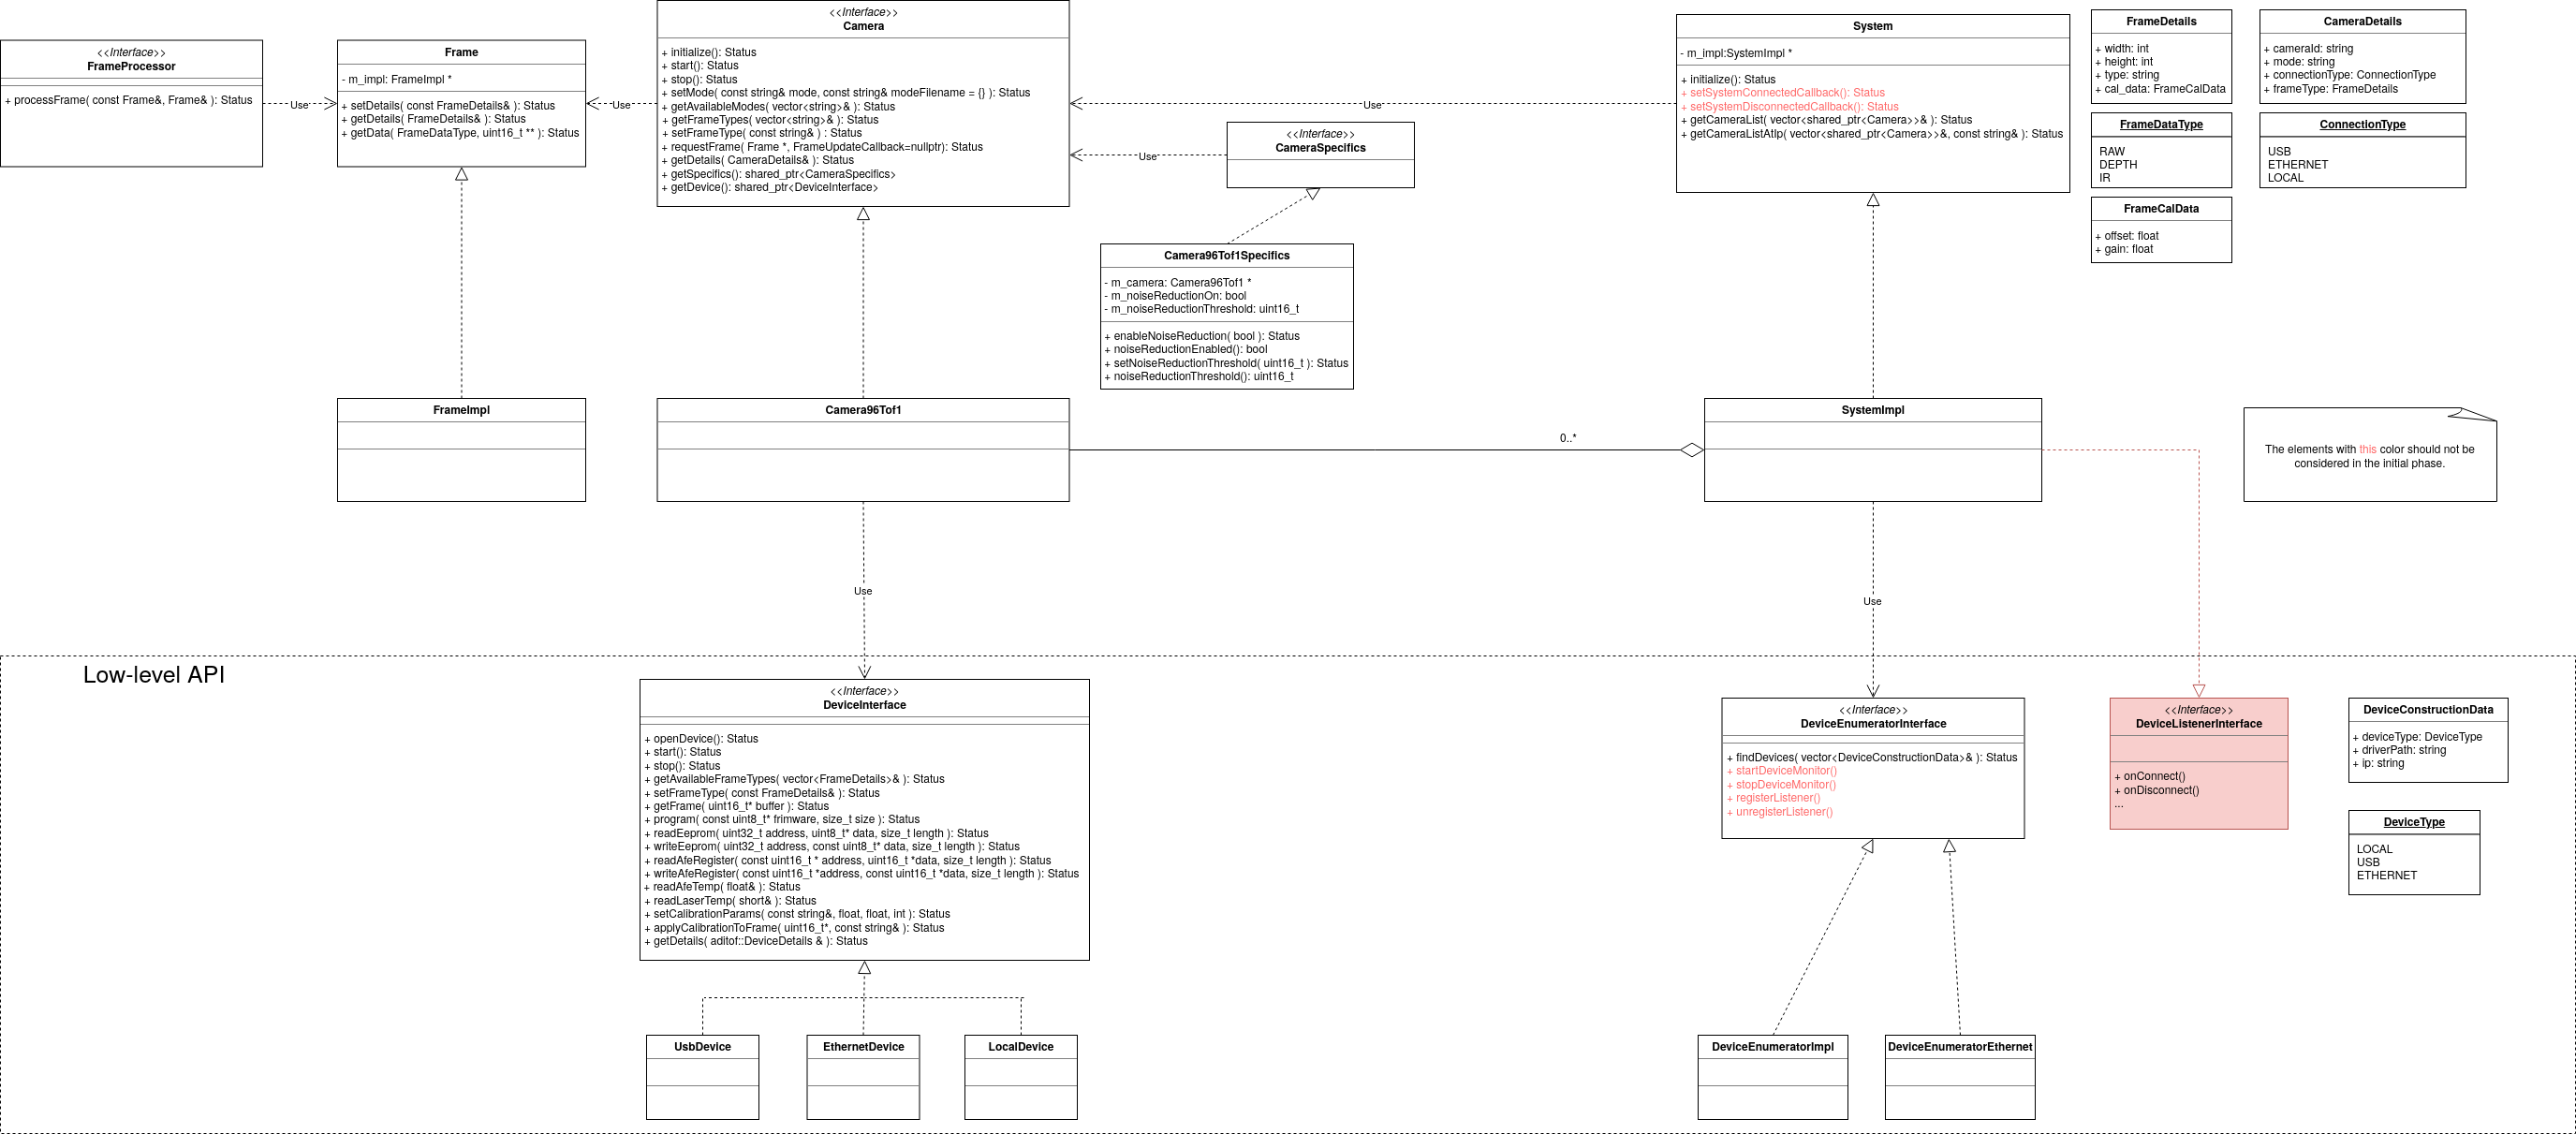 <<Interface>>
FrameProcessor
+ processFrame( const Frame&, Frame& ): Status
Use
Frame
- m_impl: FrameImpl *
+ setDetails( const FrameDetails& ): Status
+ getDetails( FrameDetails& ): Status
+ getData( FrameDataType, uint16_t ** ): Status
Use
<<Interface>>
Camera
+ initialize(): Status
+ start(): Status
+ stop(): Status
+ setMode( const string& mode, const string& modeFilename = {} ): Status
+ getAvailableModes( vector<string>& ): Status
+ getFrameTypes( vector<string>& ): Status
+ setFrameType( const string& ) : Status
+ requestFrame( Frame *, FrameUpdateCallback=nullptr): Status
+ getDetails( CameraDetails& ): Status
+ getSpecifics(): shared_ptr<CameraSpecifics>
+ getDevice(): shared_ptr<DeviceInterface>
Use
Use
<<Interface>>
CameraSpecifics
Camera96Tof1Specifics
- m_camera: Camera96Tof1 *
- m_noiseReductionOn: bool
- m_noiseReductionThreshold: uint16_t
+ enableNoiseReduction( bool ): Status
+ noiseReductionEnabled(): bool
+ setNoiseReductionThreshold( uint16_t ): Status
+ noiseReductionThreshold(): uint16_t
System
- m_impl:SystemImpl *
+ initialize(): Status
+ setSystemConnectedCallback(): Status
+ setSystemDisconnectedCallback(): Status
+ getCameraList( vector<shared_ptr<Camera>>& ): Status
+ getCameraListAtIp( vector<shared_ptr<Camera>>&, const string& ): Status
FrameDetails
+ width: int
+ height: int
+ type: string
+ cal_data: FrameCalData
CameraDetails
+ cameraId: string
+ mode: string
+ connectionType: ConnectionType
+ frameType: FrameDetails
FrameDataType
RAW
DEPTH
IR
ConnectionType
USB
ETHERNET
LOCAL
FrameCalData
+ offset: float
+ gain: float
FrameImpl
Camera96Tof1
0..*
SystemImpl
The elements with this color should not be
considered in the initial phase.
Use
Use
Low-level API
<<Interface>>
DeviceInterface
+ openDevice(): Status
+ start(): Status
+ stop(): Status
+ getAvailableFrameTypes( vector<FrameDetails>& ): Status
+ setFrameType( const FrameDetails& ): Status
+ getFrame( uint16_t* buffer ): Status
+ program( const uint8_t* frimware, size_t size ): Status
+ readEeprom( uint32_t address, uint8_t* data, size_t length ): Status
+ writeEeprom( uint32_t address, const uint8_t* data, size_t length ): Status
+ readAfeRegister( const uint16_t * address, uint16_t *data, size_t length ): Status
+ writeAfeRegister( const uint16_t *address, const uint16_t *data, size_t length ): Status
+ readAfeTemp( float& ): Status
+ readLaserTemp( short& ): Status
+ setCalibrationParams( const string&, float, float, int ): Status
+ applyCalibrationToFrame( uint16_t*, const string& ): Status
+ getDetails( aditof::DeviceDetails & ): Status
<<Interface>>
DeviceEnumeratorInterface
+ findDevices( vector<DeviceConstructionData>& ): Status
+ startDeviceMonitor()
+ stopDeviceMonitor()
+ registerListener()
+ unregisterListener()
<<Interface>>
DeviceListenerInterface
+ onConnect()
+ onDisconnect()
...
DeviceConstructionData
+ deviceType: DeviceType
+ driverPath: string
+ ip: string
DeviceType
LOCAL
USB
ETHERNET
UsbDevice
EthernetDevice
LocalDevice
DeviceEnumeratorImpl
DeviceEnumeratorEthernet